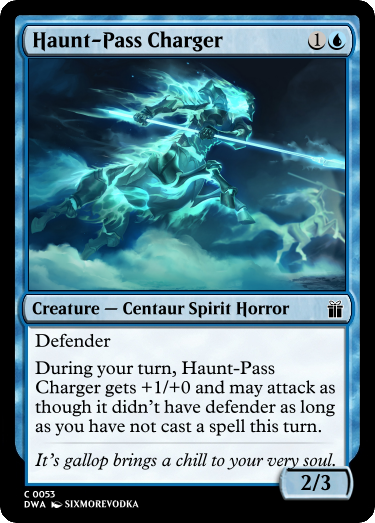 Haunt-Pass Charger 1
Creature — Centaur Spirit Horror
Defender
During your turn, Haunt-Pass
Charger gets +1/+0 and may attack as
though it didn't have defender as long
as you have not cast a spell this turn.
It's gallop brings a chill to your very soul.
2/3
C 0053
DWA SIXMOREVODKA